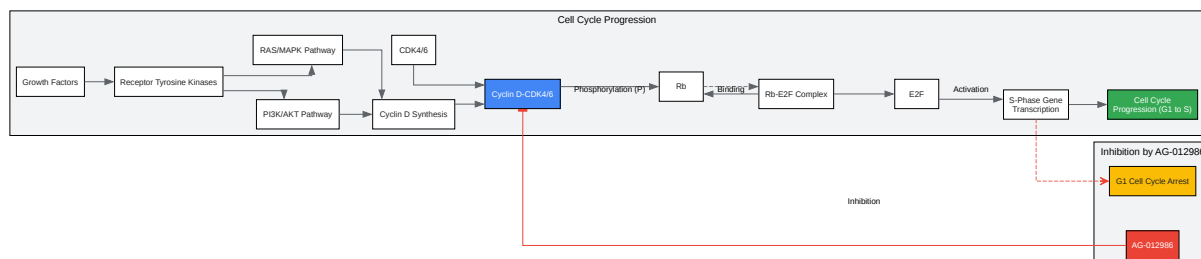 Cell Cycle Progression
RAS/MAPK Pathway
CDK4/6
Growth Factors
Receptor Tyrosine Kinases
PI3K/AKT Pathway
Cyclin D Synthesis
Cyclin D-CDK4/6
Phosphorylation (P)
Rb
Binding
Rb-E2F Complex
E2F
Activation
S-Phase Gene
Transcription
Cell Cycle
Progression (G1 to S)
Inhibition by AG-012986
G1 Cell Cycle Arrest
Inhibition
AG-012986